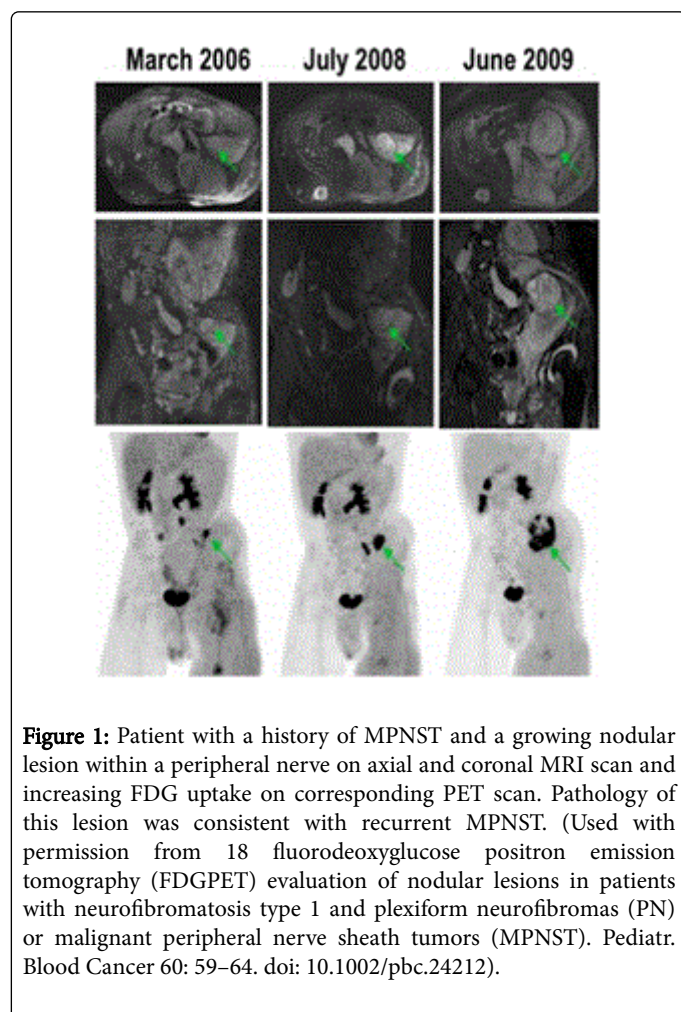 March 2006 July 2008 June 2009
Figure 1: Patient with a history of MPNST and a growing nodular
lesion within a peripheral nerve on axial and coronal MRI scan and
increasing FDG uptake on corresponding PET scan. Pathology of
this lesion was consistent with recurrent MPNST. (Used with
permission from 18 fluorodeoxyglucose positron emission
tomography (FDGPET) evaluation of nodular lesions in patients
with neurofibromatosis type 1 and plexiform neurofibromas (PN)
or malignant peripheral nerve sheath tumors (MPNST). Pediatr.
Blood Cancer 60: 59–64. doi: 10.1002/pbc.24212).